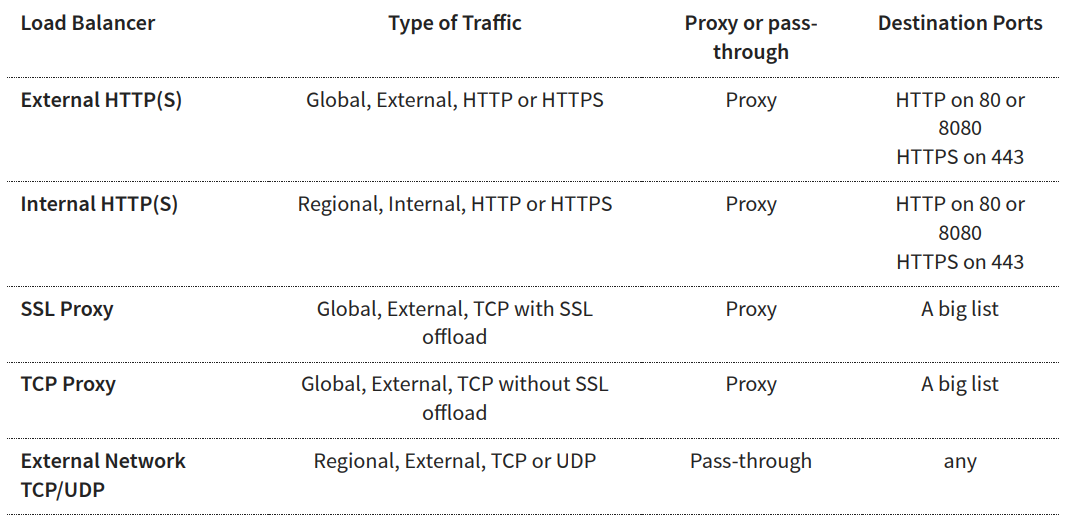 Load Balancer Type of Traffic Proxy or pass-through Destination Ports
External HTTP(S) Global, External, HTTP or HTTPS Proxy HTTP on 80 or
8080
HTTPS on 443
Internal HTTP(S) Regional, Internal, HTTP or HTTPS Proxy HTTP on 80 or
8080
HTTPS on 443
SSL Proxy Global, External, TCP with SSL Proxy A big list
offload
TCP Proxy Global, External, TCP without SSL Proxy A big list
offload
External Network Regional, External, TCP or UDP Pass-through any
TCP/UDP